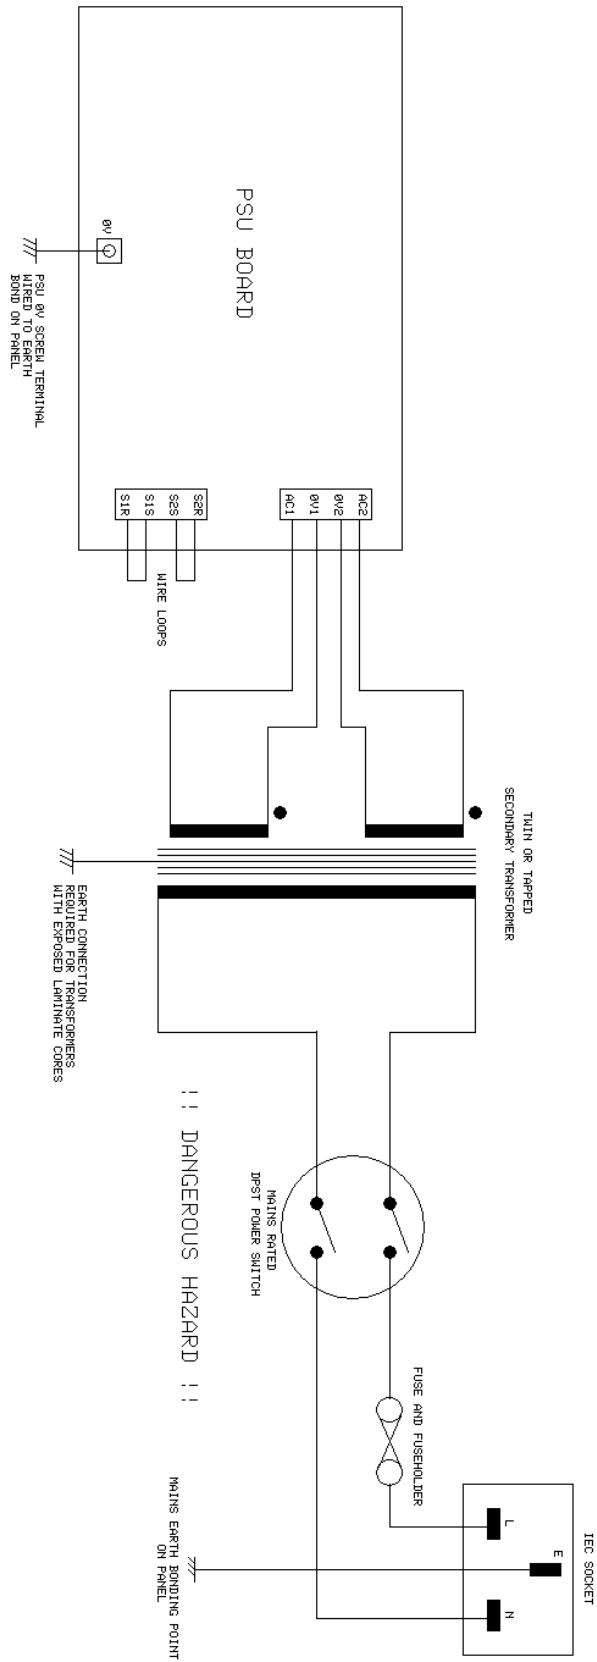 PSU BOARD
0V
PSU 0V SCREW TERMINAL
WIRED TO EARTH
BOND ON PANEL
S1R
S1S
S2S
S2R
AC1
0V1
0V2
AC2
WIRE LOOPS
TWIN OR TAPPED
SECONDARY TRANSFORMER
EARTH CONNECTION
REQUIRED FOR TRANSFORMERS
WITH EXPOSED LAMINATE CORES
!! DANGEROUS HAZARD !!
MAINS RATED
DPST POWER SWITCH
FUSE AND FUSEHOLDER
IEC SOCKET
L
E
N
MAINS EARTH BONDING POINT
ON PANEL